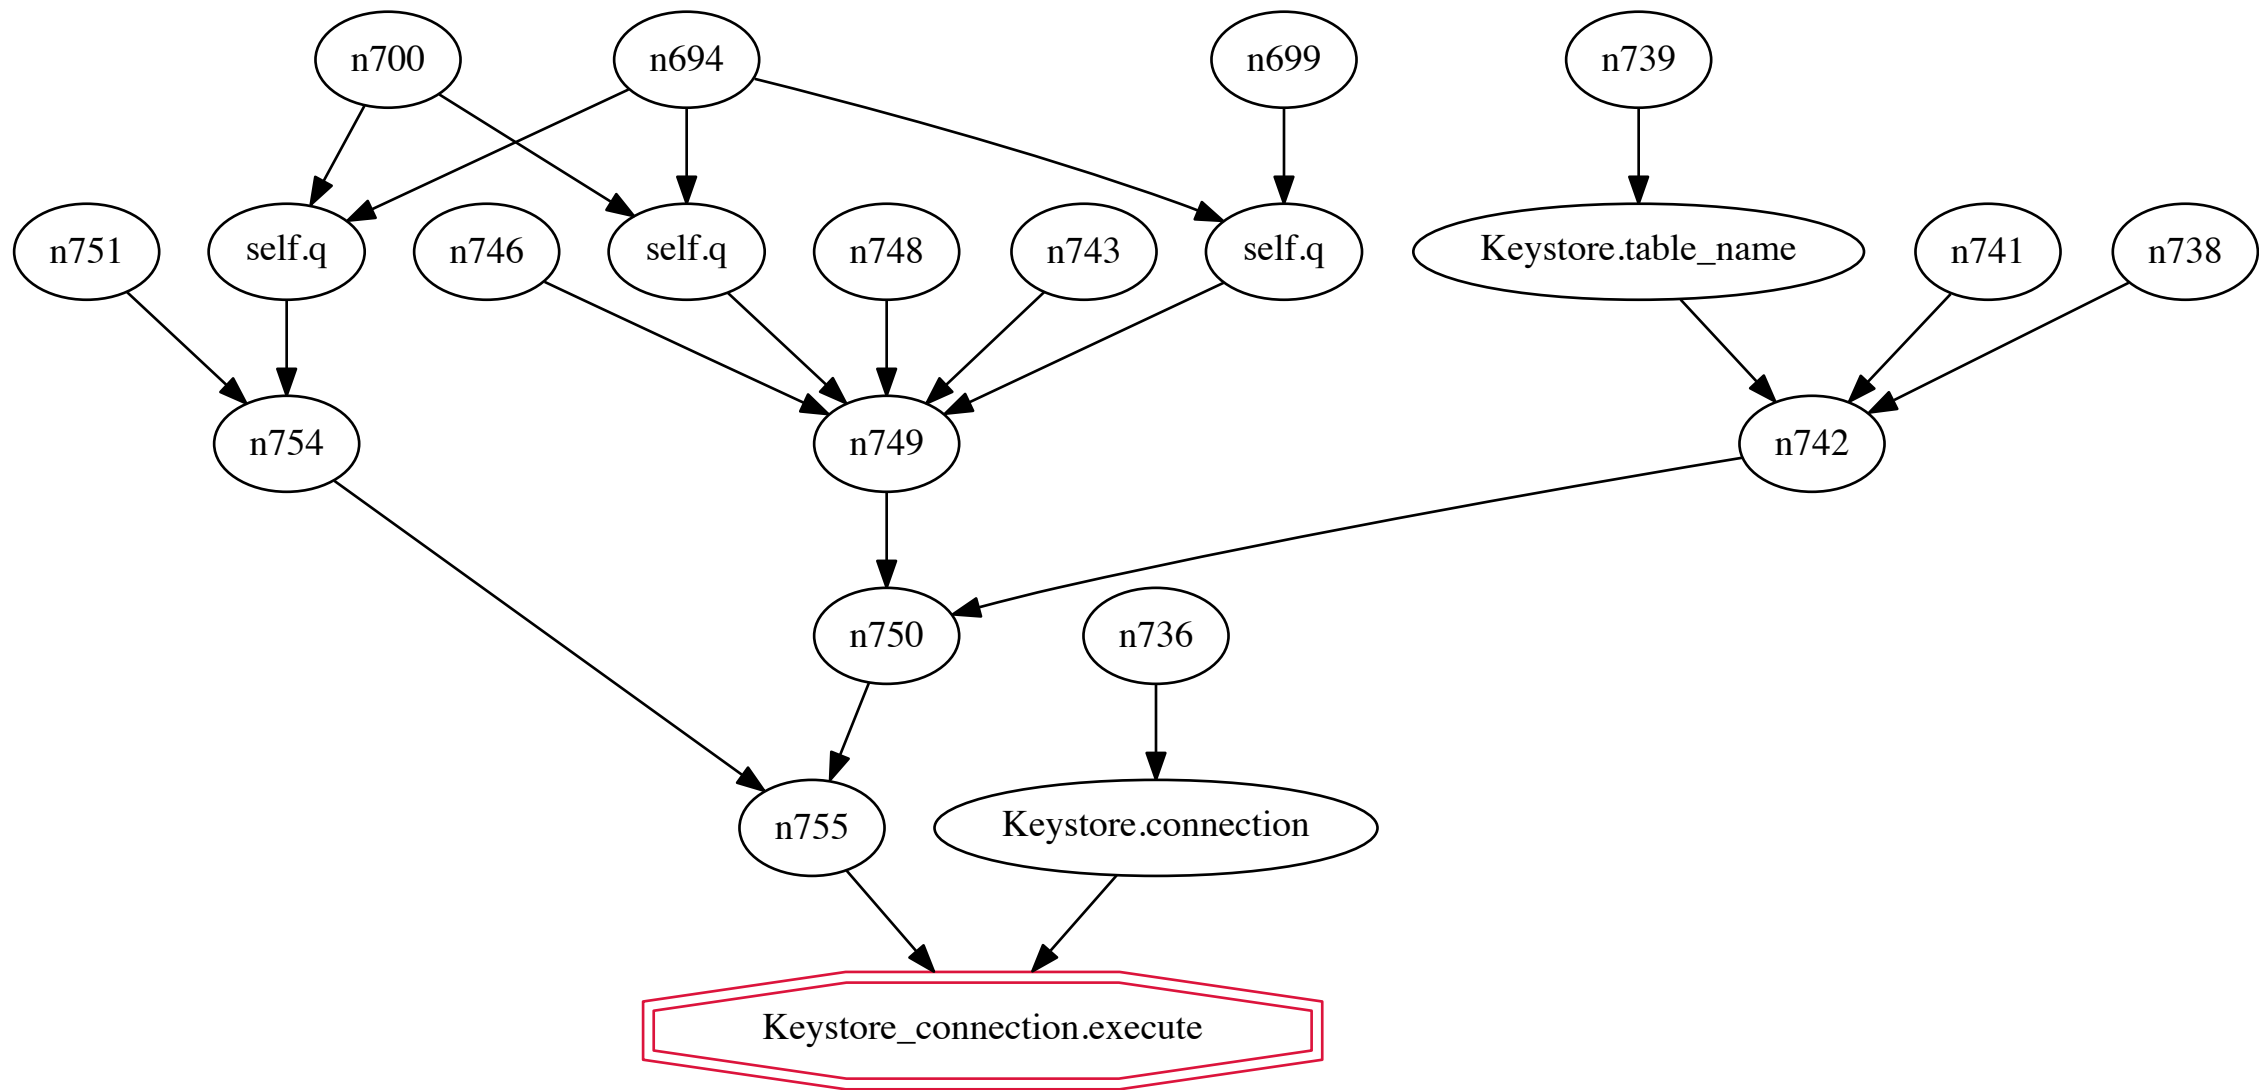 n700
n694
n699
n739
n751
self.q
n746
self.q
n748
n743
self.q
Keystore.table_name
n741
n738
n754
n749
n742
n750
n736
n755
Keystore.connection
Keystore_connection.execute